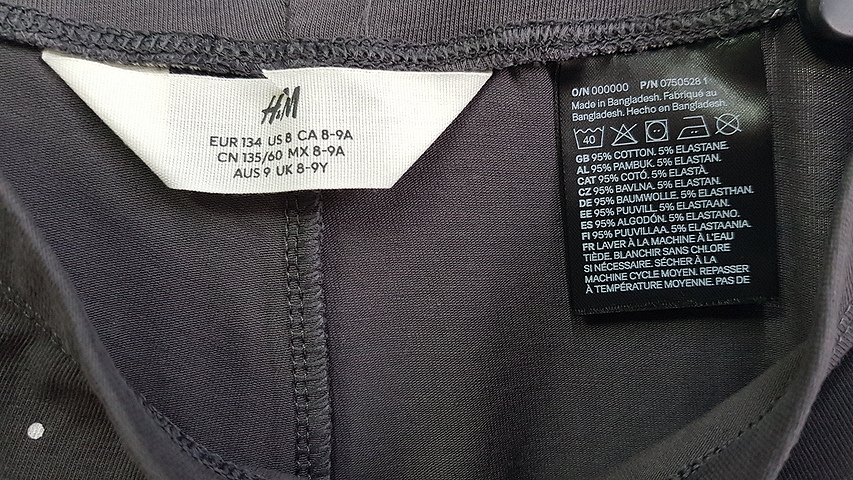 H&M
EUR 134 US 8 CA 8-9A
CN 135/60 MX 8-9A
AUS 9 UK 8-9Y
O/N 000000 P/N 0750528 1
Made in Bangladesh. Fabriqué au
Bangladesh. Hecho en Bangladesh.
40
GB 95% COTTON. 5% ELASTANE.
AL 95% PAMBUK. 5% ELASTAN.
CAT 95% COTÓ. 5% ELASTÀ.
CZ 95% BAVLNA. 5% ELASTAN.
DE 95% BAUMWOLLE. 5% ELASTHAN.
EE 95% PUUVILL. 5% ELASTAAN.
ES 95% ALGODÓN. 5% ELASTANO.
FI 95% PUUVILLAA. 5% ELASTAANIA.
FR LAVER À LA MACHINE À L'EAU
TIÈDE. BLANCHIR SANS CHLORE
SI NÉCESSAIRE. SÉCHER À LA
MACHINE CYCLE MOYEN. REPASSER
À TEMPÉRATURE MOYENNE. PAS DE